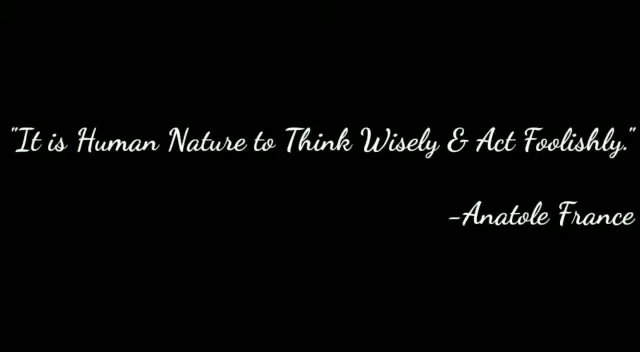 "It is Human Nature to Think Wisely & Act Foolishly."
-Anatole France